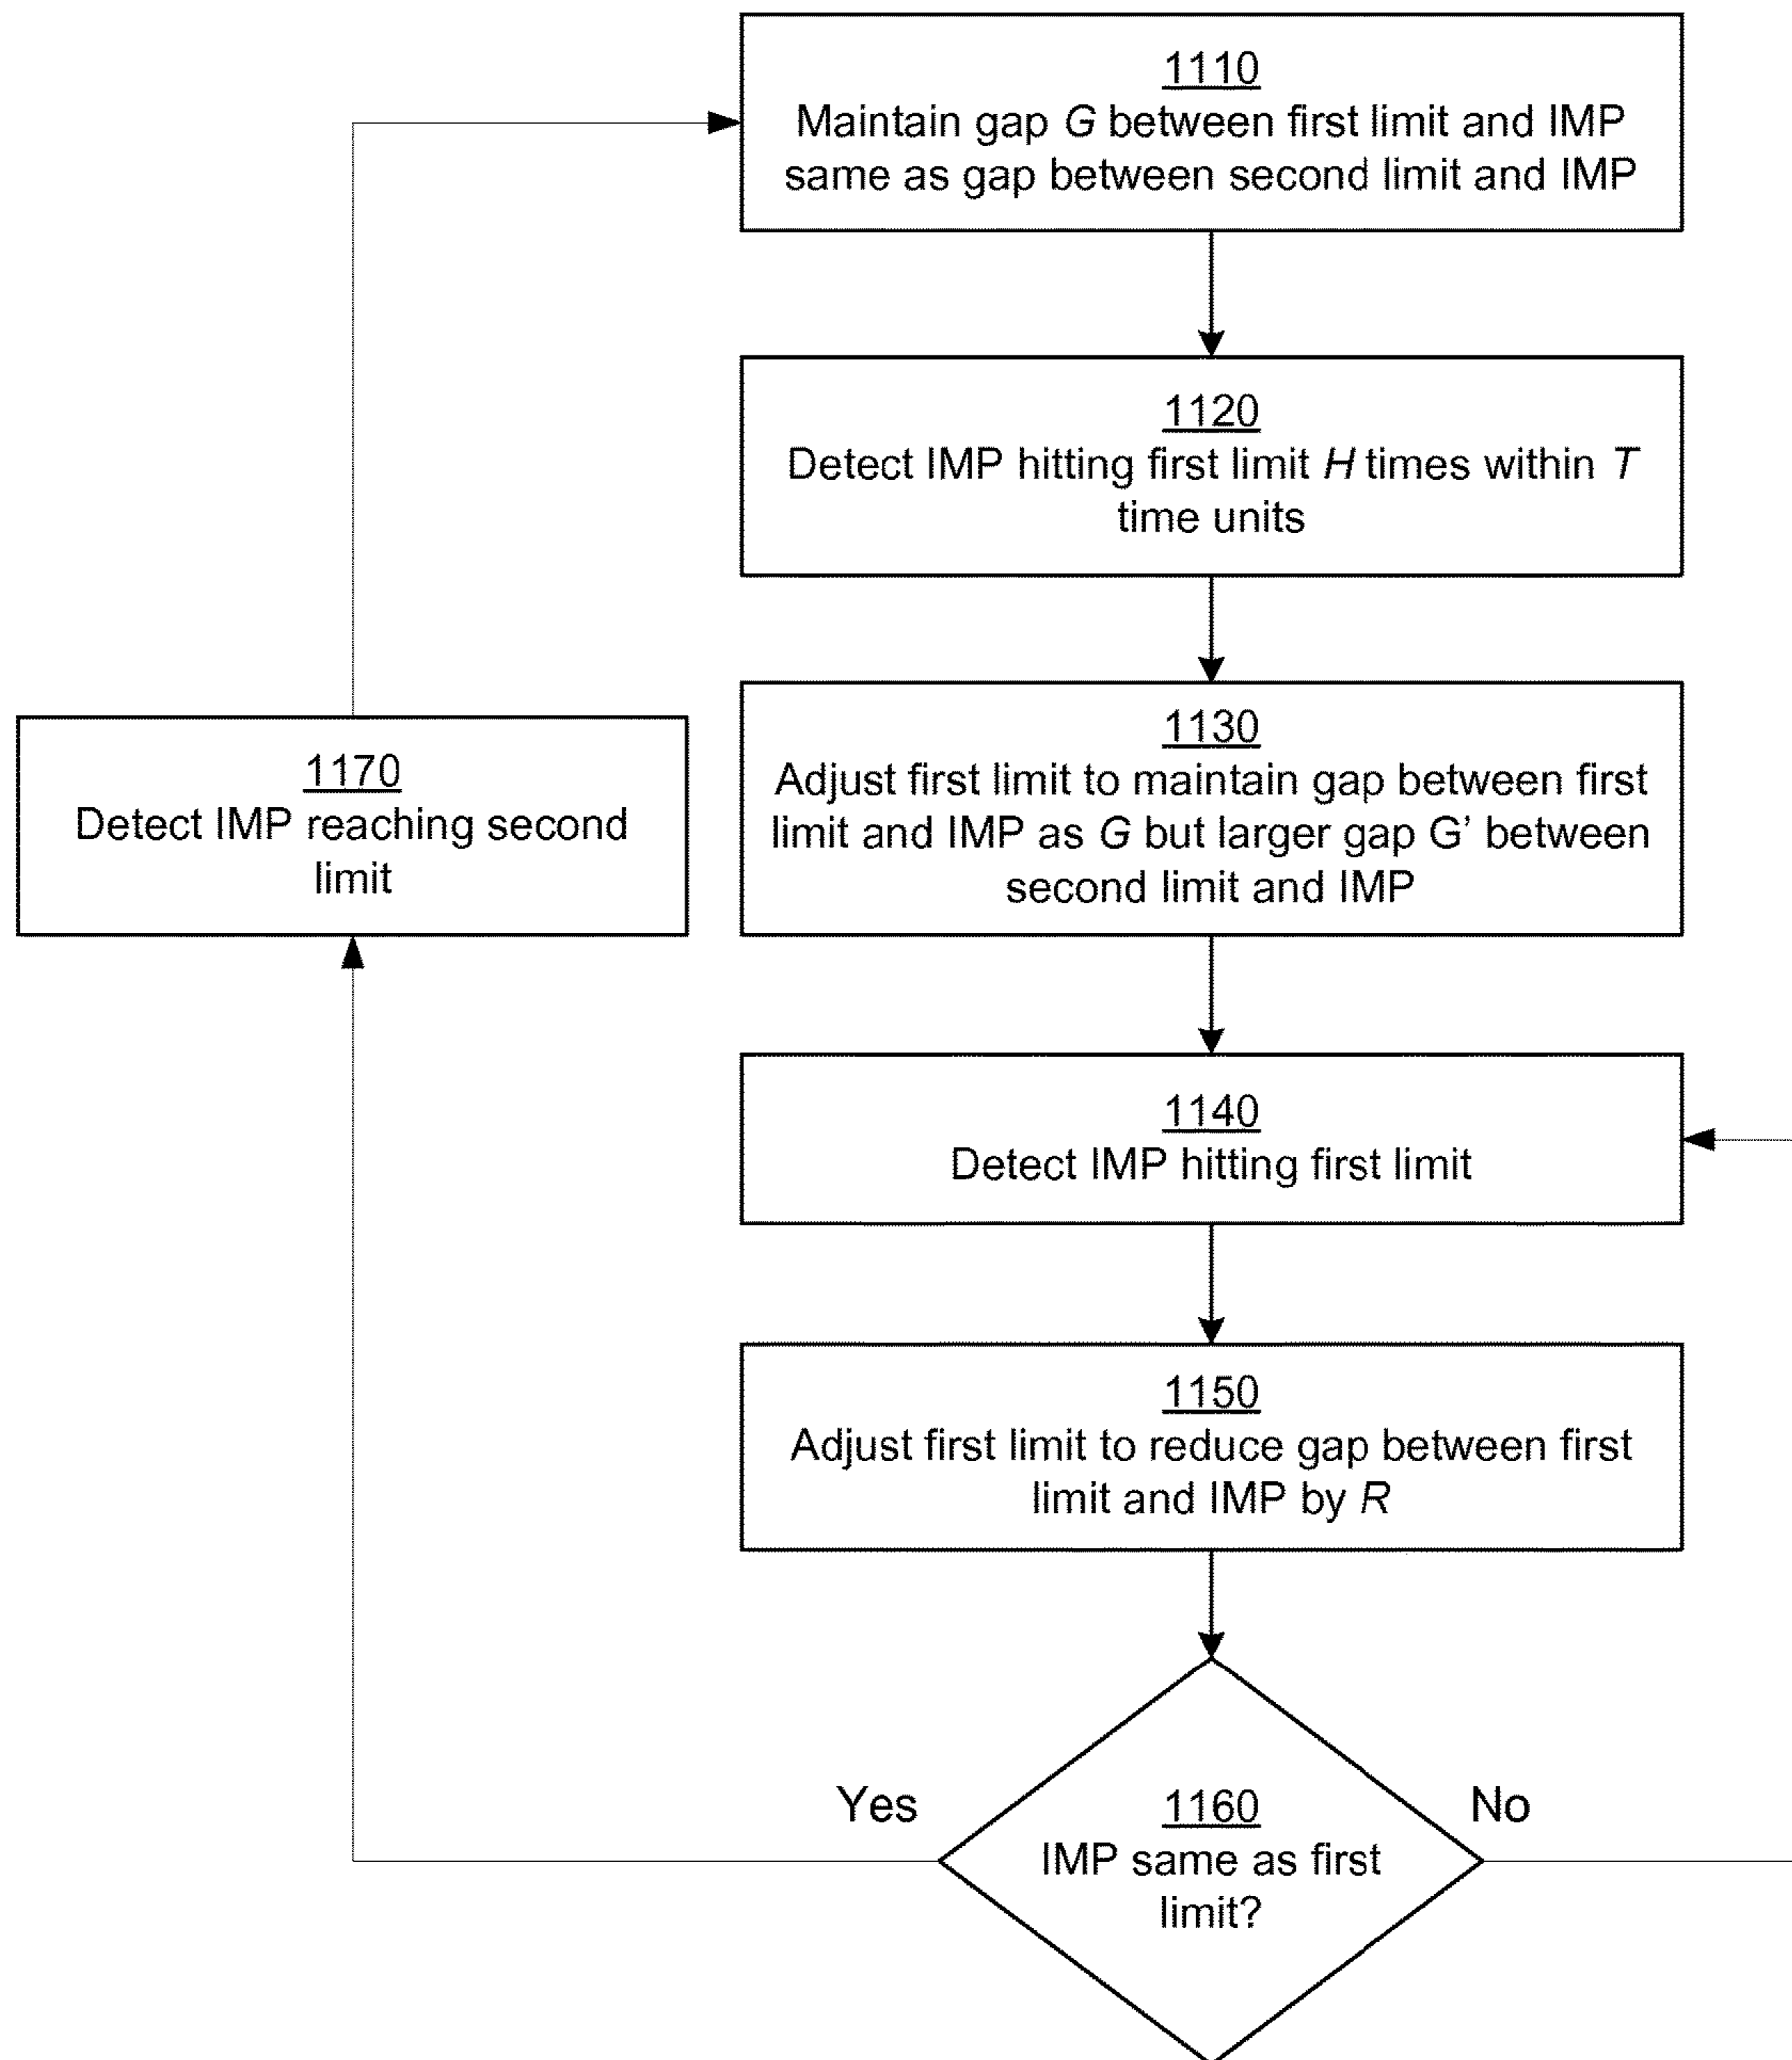 1110
Maintain gap G between first limit and IMP
same as gap between second limit and IMP
1120
Detect IMP hitting first limit H times within T
time units
1130
Adjust first limit to maintain gap between first
limit and IMP as G but larger gap G' between
second limit and IMP
1170
Detect IMP reaching second
limit
1140
Detect IMP hitting first limit
1150
Adjust first limit to reduce gap between first
limit and IMP by R
Yes
No
1160
IMP same as first
limit?